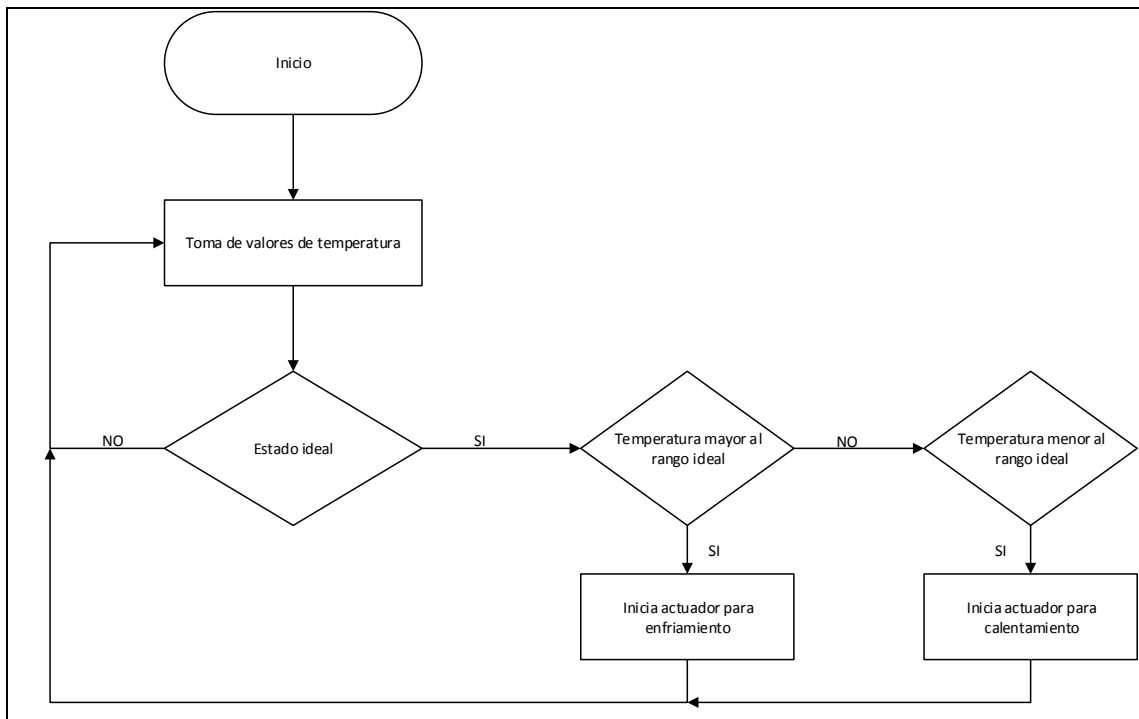 Inicio
Toma de valores de temperatura
NO
Estado ideal
SI
Temperatura mayor al
rango ideal
NO
Temperatura menor al
rango ideal
SI
SI
Inicia actuador para
enfriamiento
Inicia actuador para
calentamiento